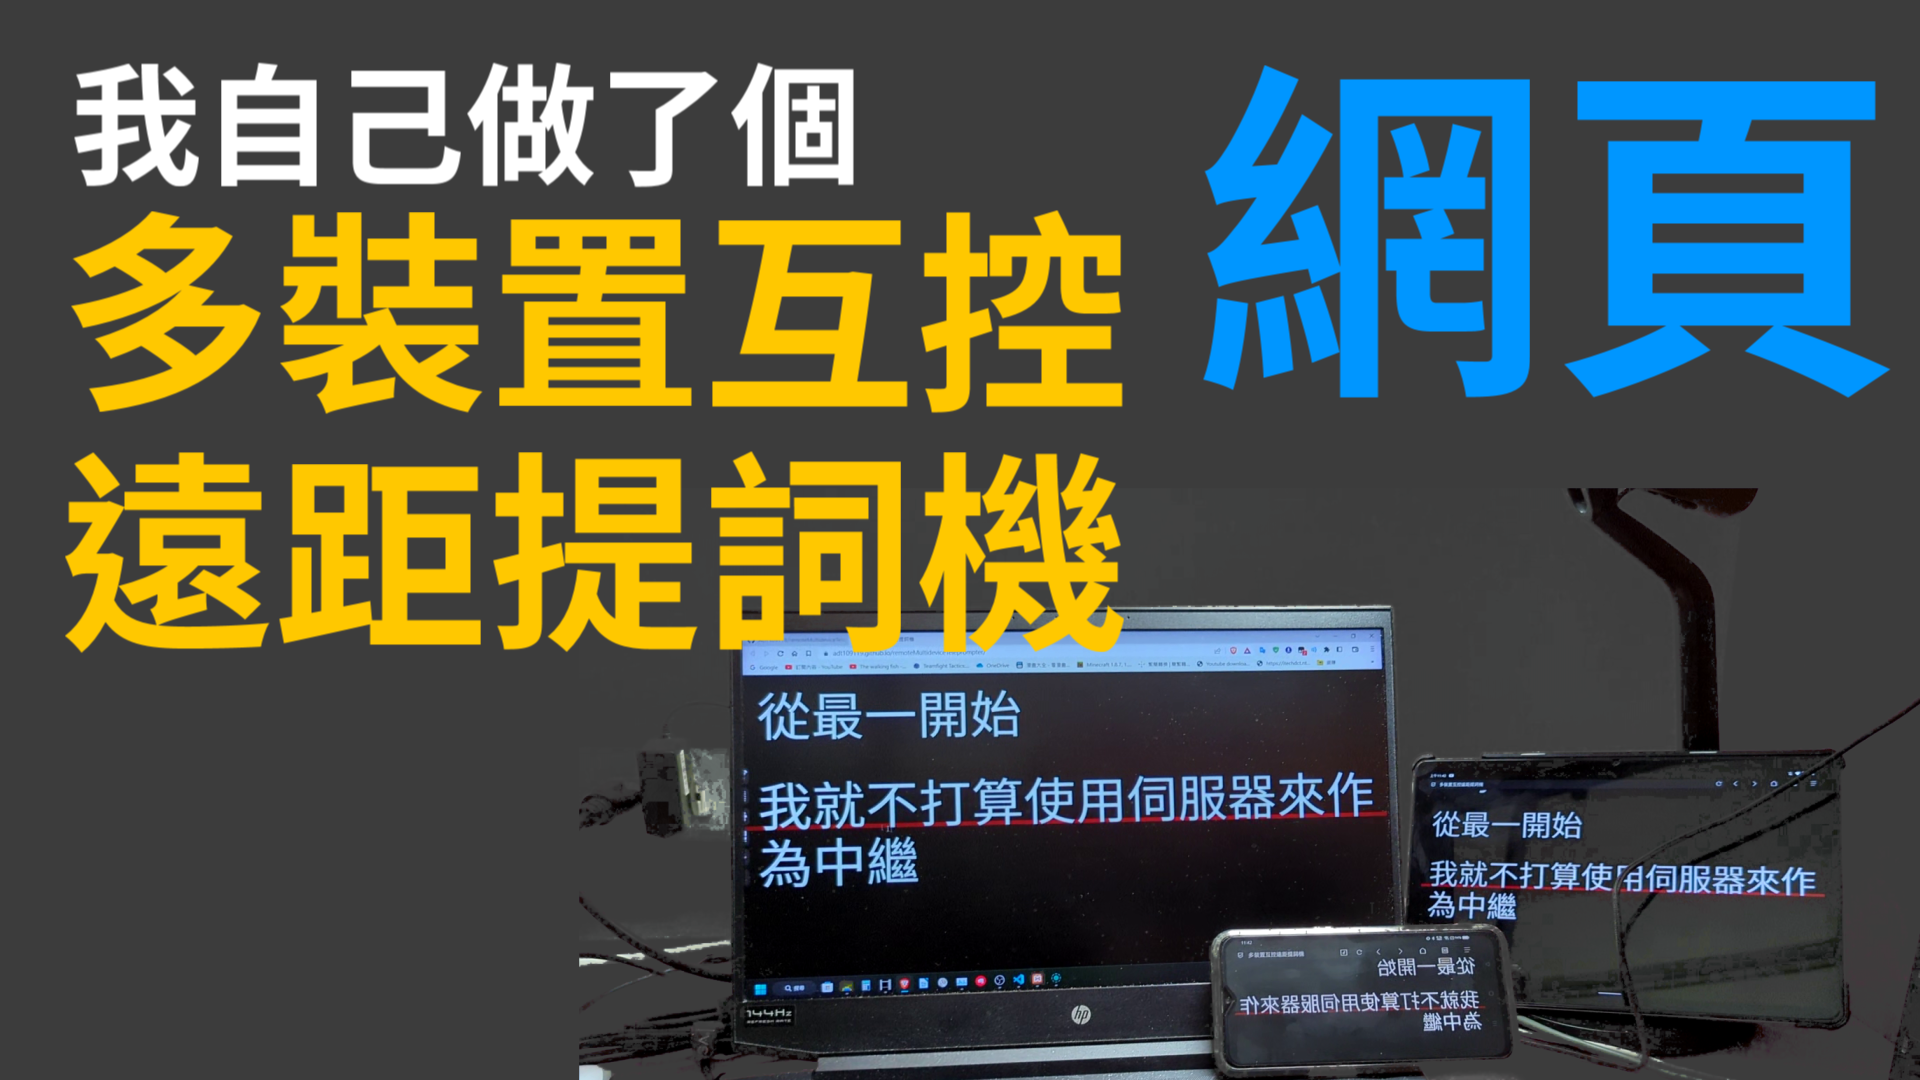 我自己做了個
多裝置互控
遠距提詞機
網頁
從最一開始
我就不打算使用伺服器來作
為中繼
144Hz
hp
從最一開始
我就不打算使用伺服器來作
為中繼
從最一開始
我就不打算使用伺服器來作
為中繼